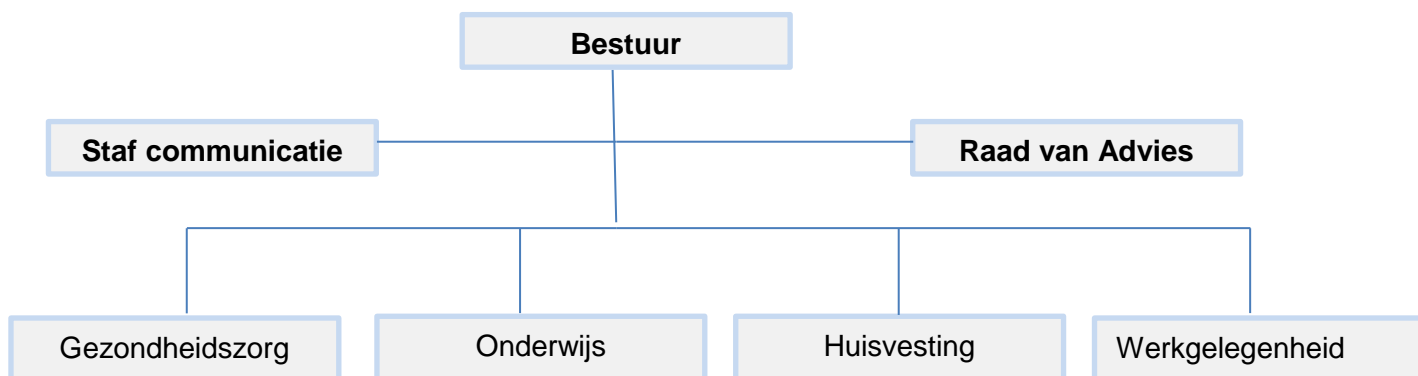 Bestuur
Staf communicatie
Raad van Advies
Gezondheidszorg
Onderwijs
Huisvesting
Werkgelegenheid